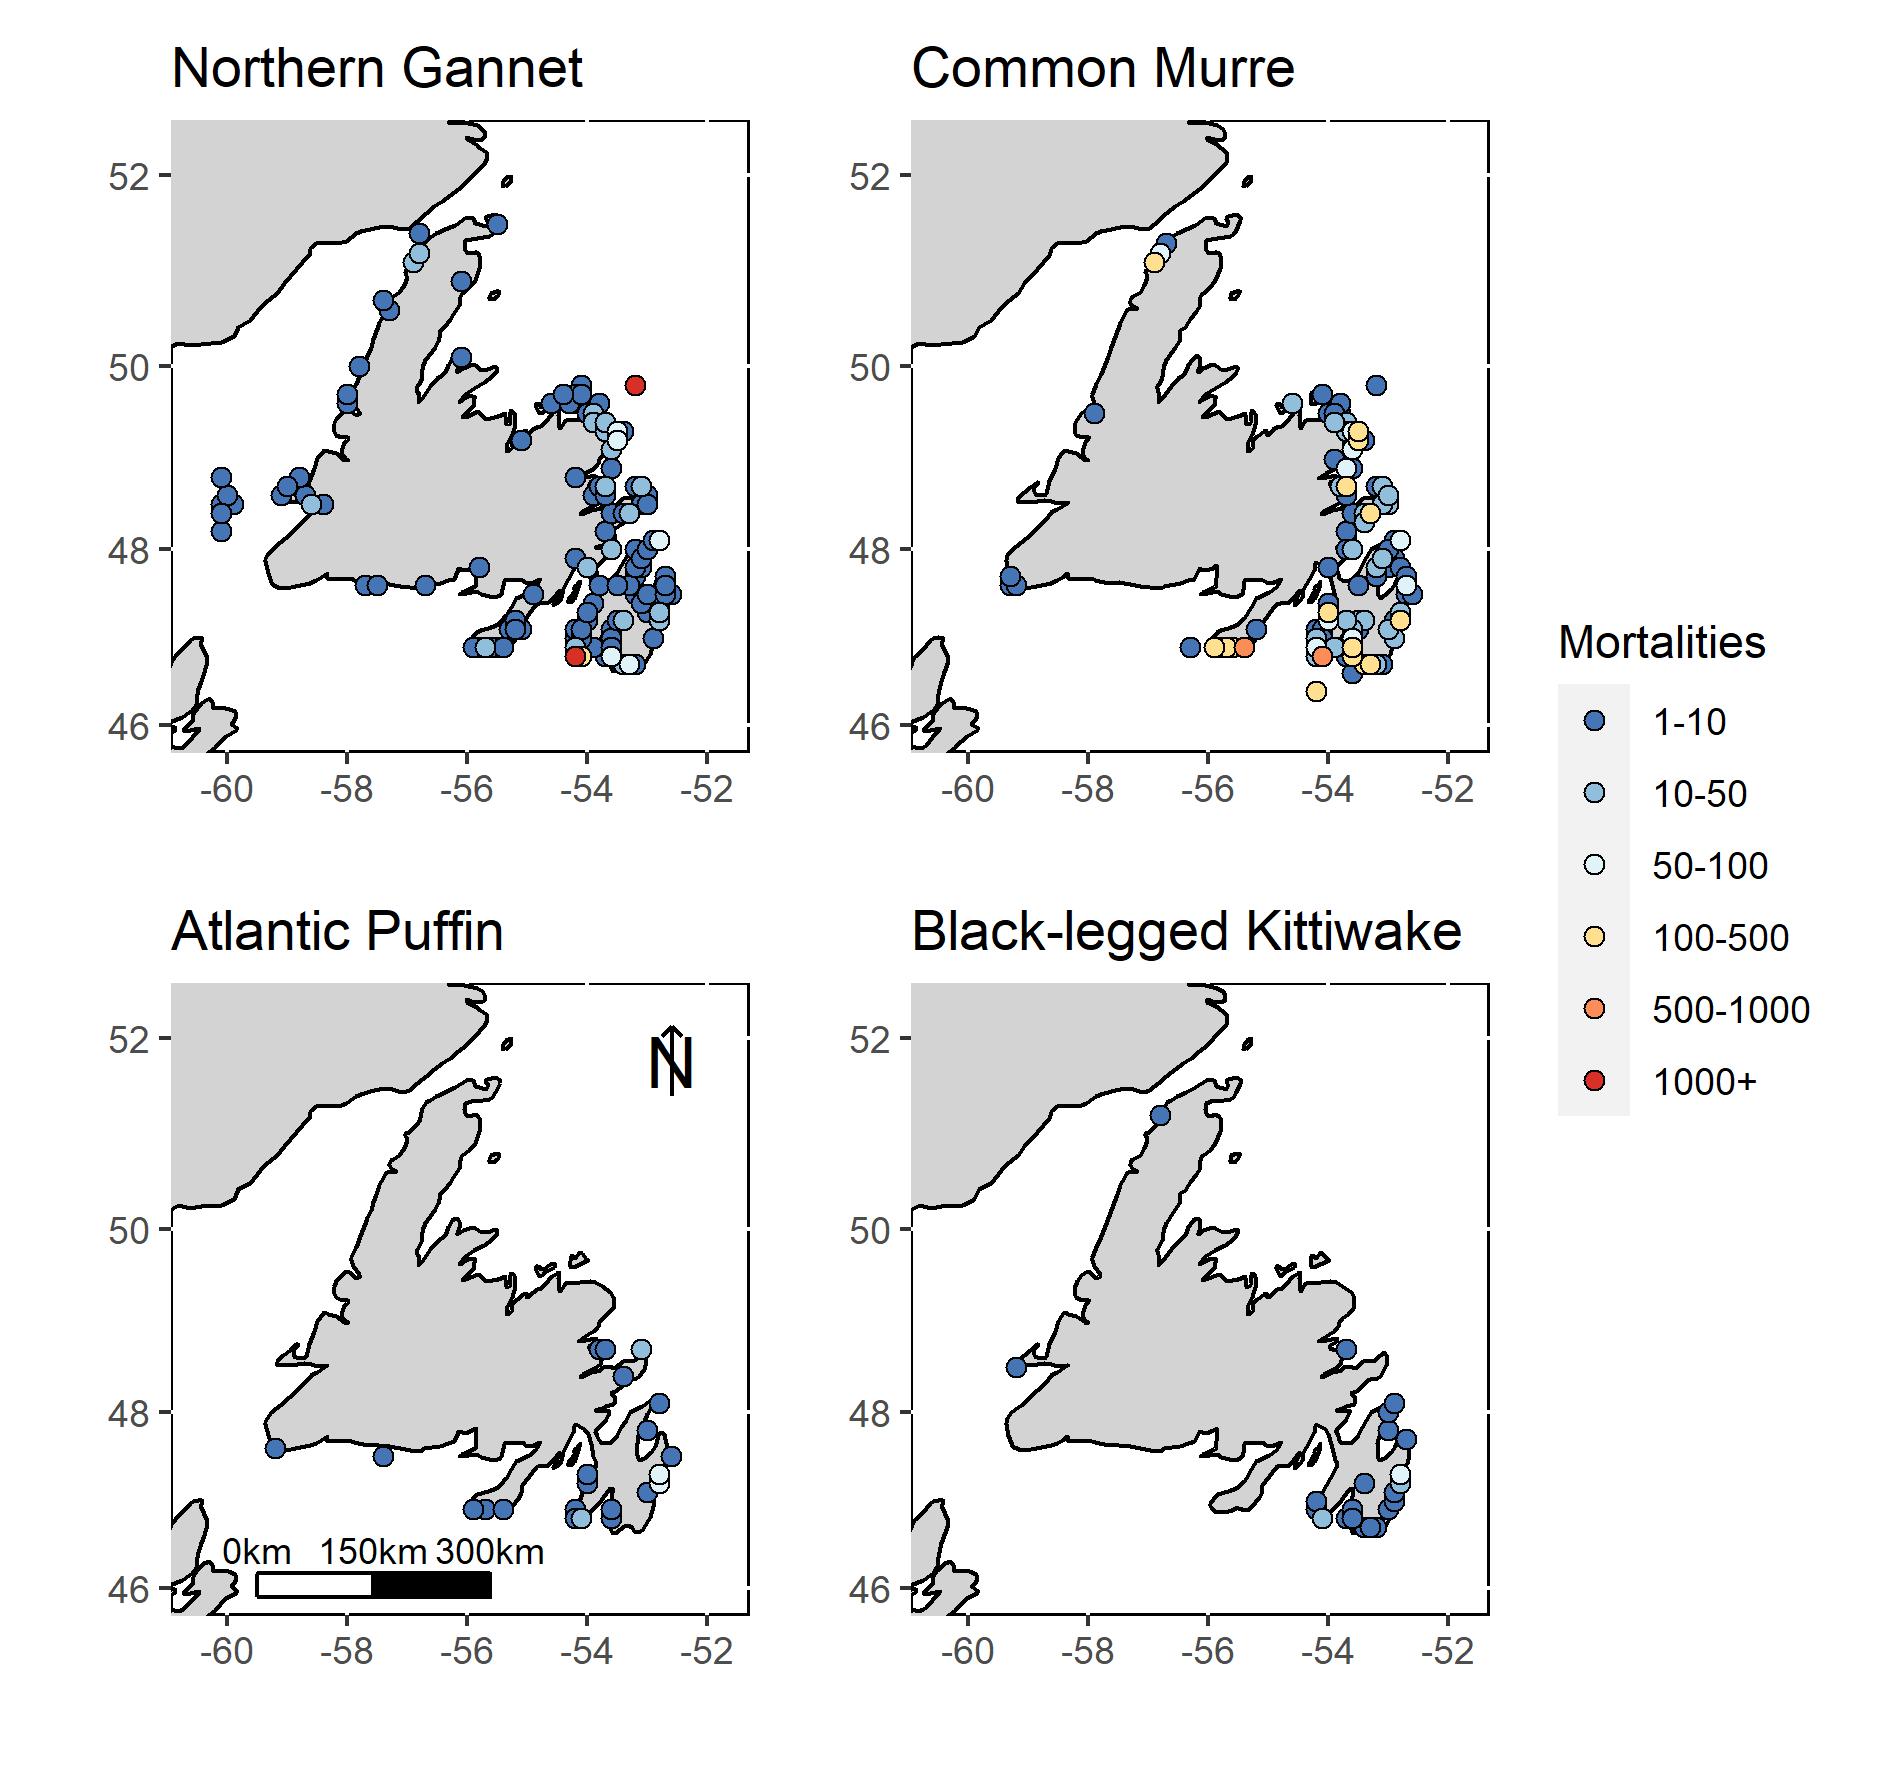 Northern Gannet
52
50
48
46
-60 -58 -56 -54 -52
Common Murre
52
50
48
46
-60 -58 -56 -54 -52
Atlantic Puffin
52
50
48
46
N
0km 150km 300km
-60 -58 -56 -54 -52
Black-legged Kittiwake
52
50
48
46
-60 -58 -56 -54 -52
Mortalities
1-10
10-50
50-100
100-500
500-1000
1000+